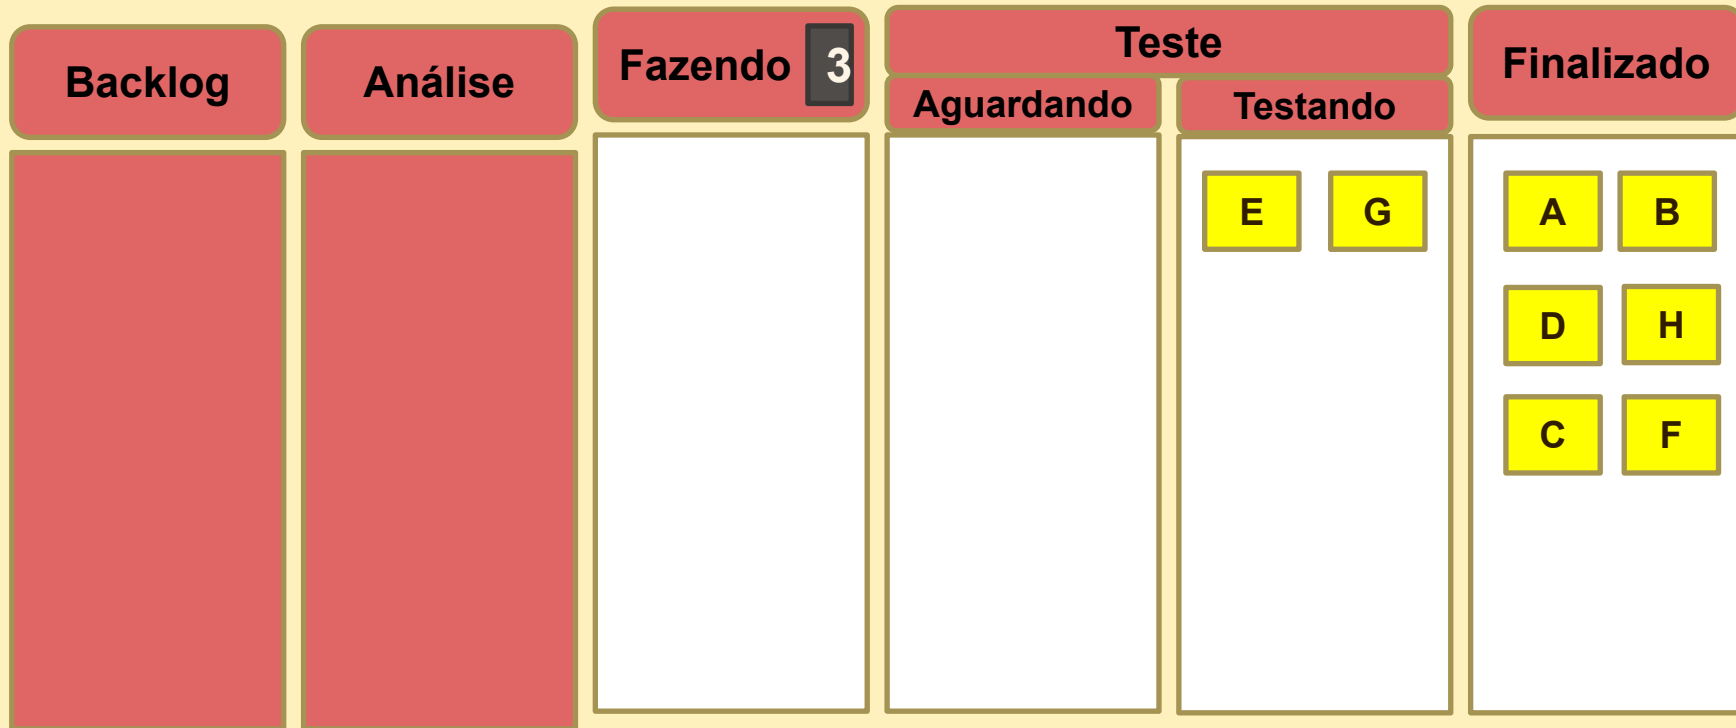 Backlog
Análise
Fazendo 3
Teste
Aguardando
Testando
Finalizado
E G
A B
D H
C F